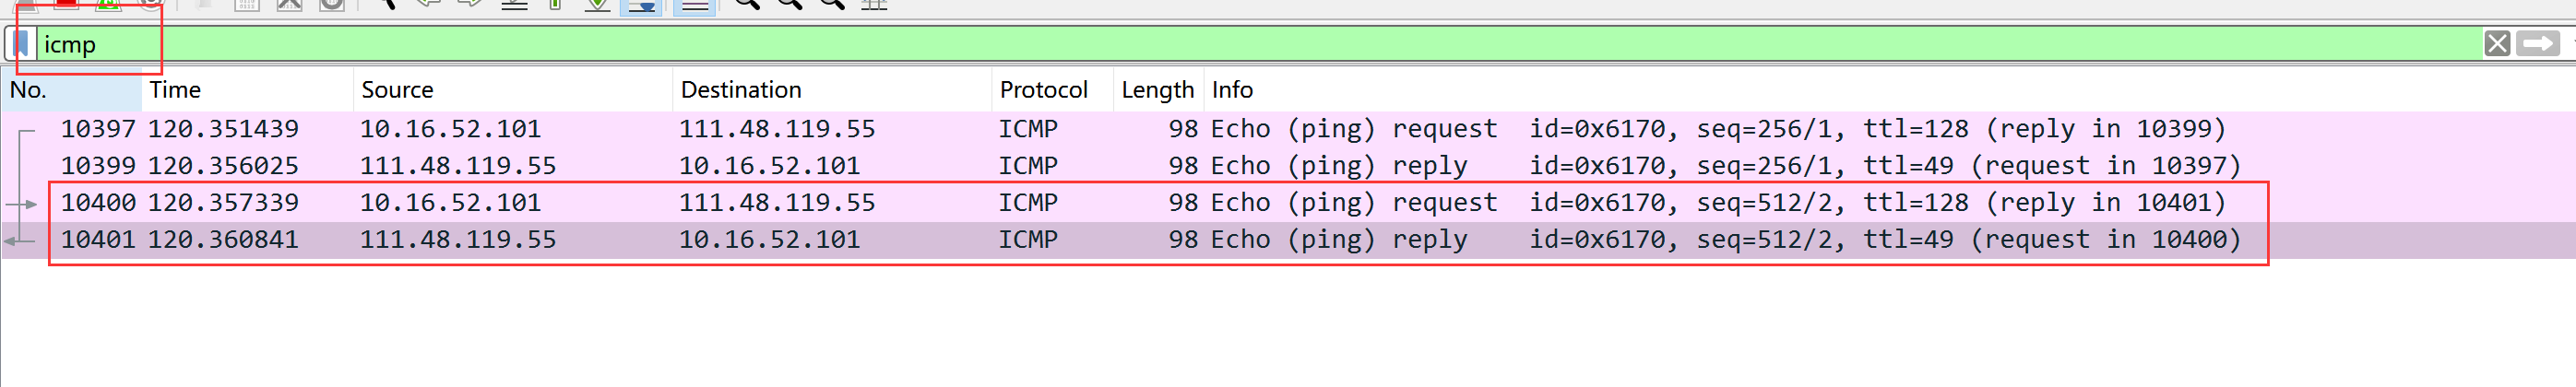 icmp
No. Time Source Destination Protocol Length Info
10397 120.351439 10.16.52.101 111.48.119.55 ICMP 98 Echo (ping) request id=0x6170, seq=256/1, ttl=128 (reply in 10399)
10399 120.356025 111.48.119.55 10.16.52.101 ICMP 98 Echo (ping) reply id=0x6170, seq=256/1, ttl=49 (request in 10397)
10400 120.357339 10.16.52.101 111.48.119.55 ICMP 98 Echo (ping) request id=0x6170, seq=512/2, ttl=128 (reply in 10401)
10401 120.360841 111.48.119.55 10.16.52.101 ICMP 98 Echo (ping) reply id=0x6170, seq=512/2, ttl=49 (request in 10400)